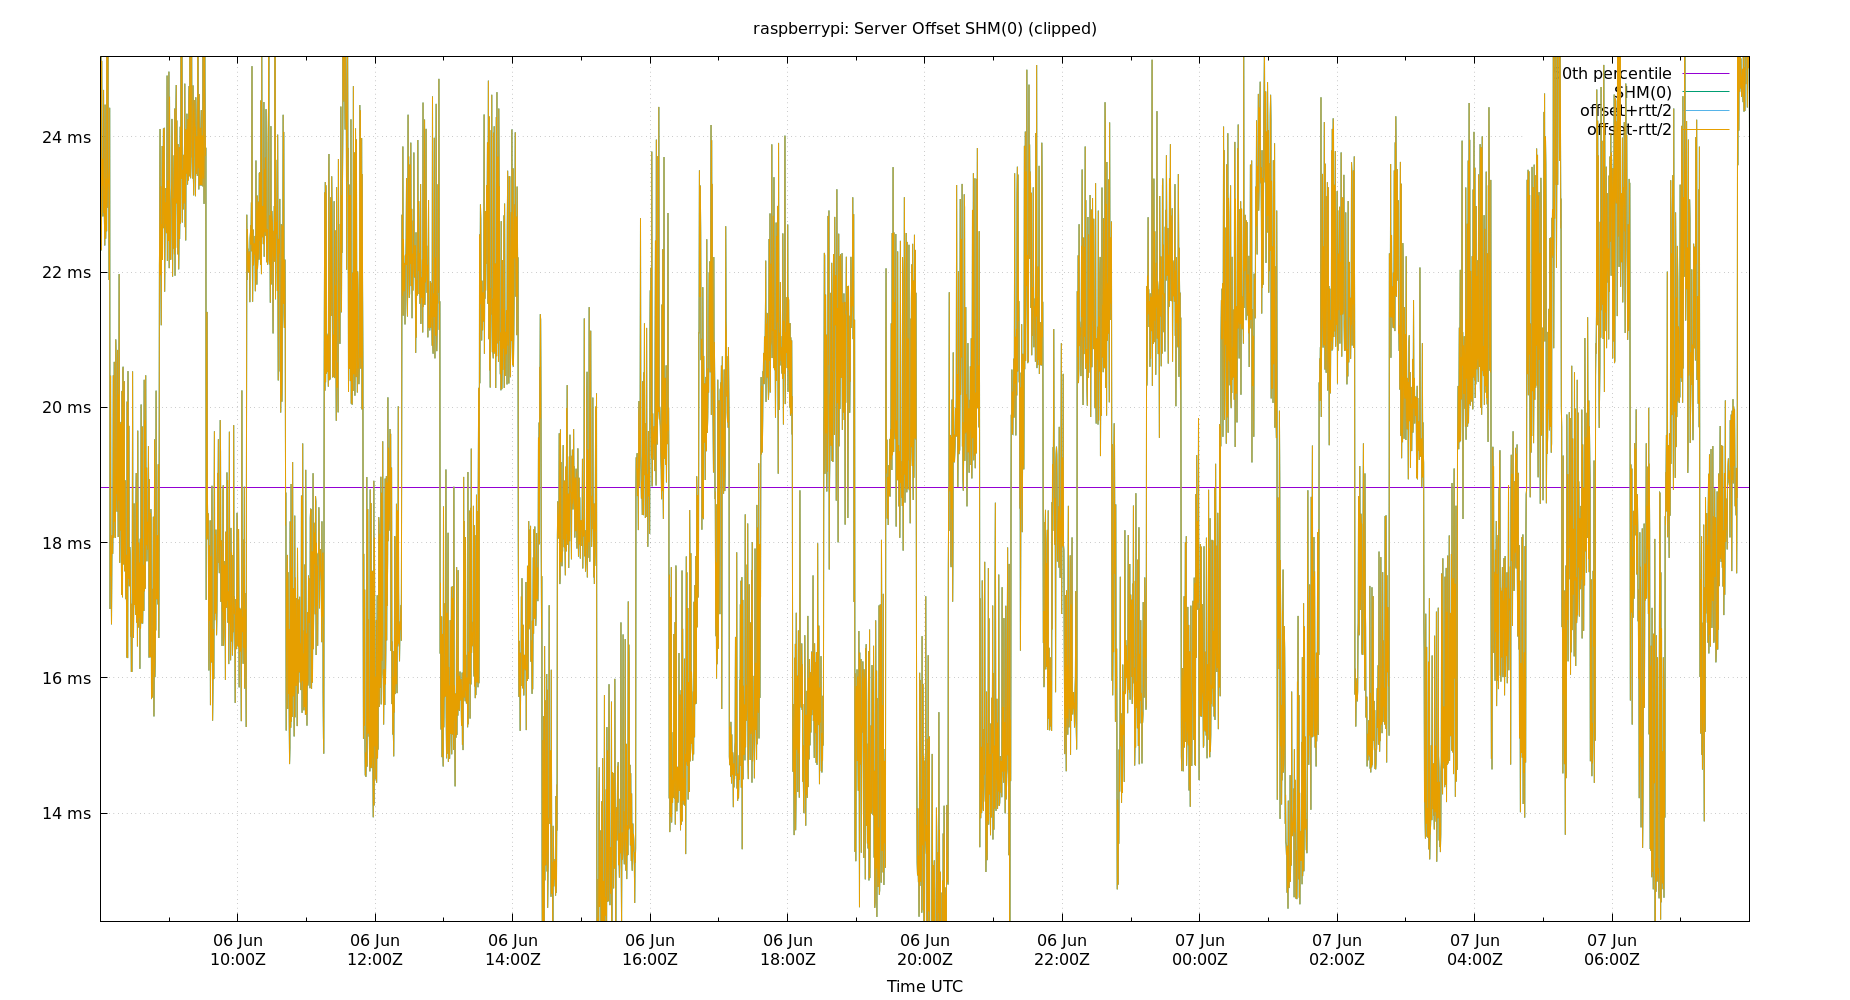 raspberrypi: Server Offset SHM(0) (clipped)
0th percentile
SHM(0)
offset+rtt/2
offset-rtt/2
24 ms
22 ms
20 ms
18 ms
16 ms
14 ms
06 Jun 06 Jun 06 Jun 06 Jun 06 Jun 06 Jun 06 Jun 07 Jun 07 Jun 07 Jun 07 Jun
10:00Z 12:00Z 14:00Z 16:00Z 18:00Z 20:00Z 22:00Z 00:00Z 02:00Z 04:00Z 06:00Z
Time UTC